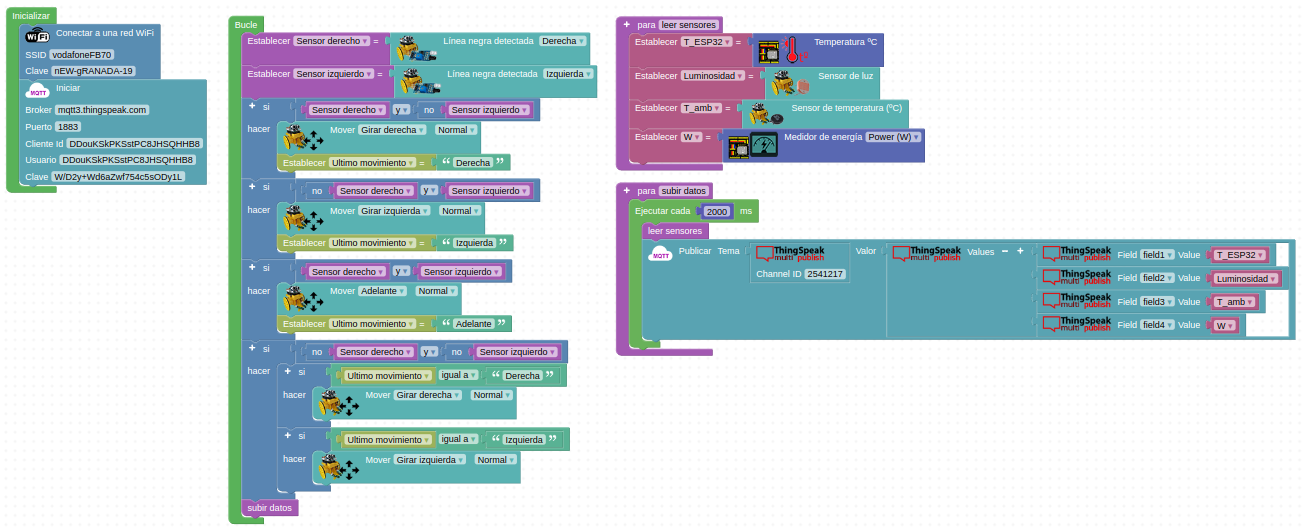 Inicializar
WiFi
Conectar a una red WiFi
SSID vodafoneFB70
Clave nEW-gRANADA-19
MQTT
Iniciar
Broker mqtt3.thingspeak.com
Puerto 1883
Cliente Id DDouKSkPKSstPC8JHSQHHB8
Usuario DDouKSkPKSstPC8JHSQHHB8
Clave W/D2y+Wd6aZwf754c5sODy1L
Bucle
Establecer Sensor derecho = Línea negra detectada Derecha
Establecer Sensor izquierdo = Línea negra detectada Izquierda
+ si Sensor derecho y no Sensor izquierdo
hacer Mover Girar derecha Normal
Establecer Ultimo movimiento = “ Derecha ”
+ si no Sensor derecho y Sensor izquierdo
hacer Mover Girar izquierda Normal
Establecer Ultimo movimiento = “ Izquierda ”
+ si Sensor derecho y Sensor izquierdo
hacer Mover Adelante Normal
Establecer Ultimo movimiento = “ Adelante ”
+ si no Sensor derecho y no Sensor izquierdo
hacer + si Ultimo movimiento igual a “ Derecha ”
hacer Mover Girar derecha Normal
+ si Ultimo movimiento igual a “ Izquierda ”
hacer Mover Girar izquierda Normal
subir datos
+ para leer sensores
Establecer T_ESP32 = Temperatura ºC
Establecer Luminosidad = Sensor de luz
Establecer T_amb = Sensor de temperatura (ºC)
Establecer W = Medidor de energía Power (W)
+ para subir datos
Ejecutar cada 2000 ms
leer sensores
MQTT Publicar Tema ThingSpeak multi publish Channel ID 2541217 Valor ThingSpeak multi publish Values − +
ThingSpeak multi publish Field field1 Value T_ESP32
ThingSpeak multi publish Field field2 Value Luminosidad
ThingSpeak multi publish Field field3 Value T_amb
ThingSpeak multi publish Field field4 Value W